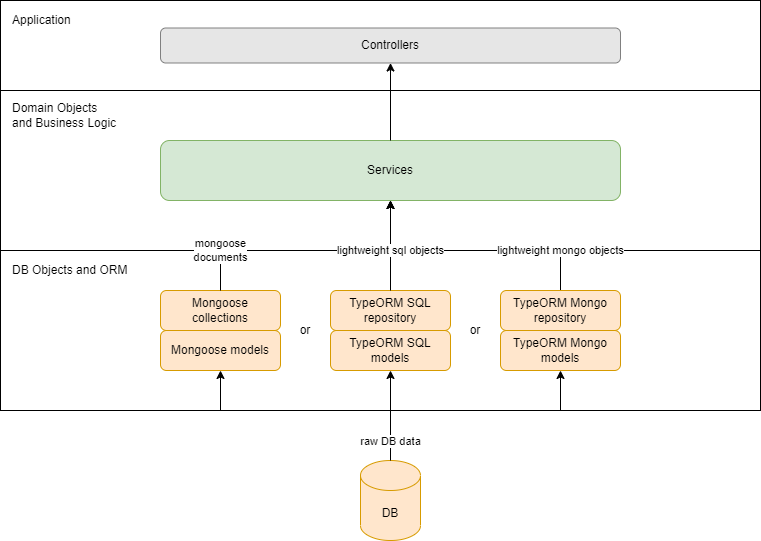 Application
Controllers
Domain Objects
and Business Logic
Services
mongoose
documents
lightweight sql objects
lightweight mongo objects
DB Objects and ORM
Mongoose
collections
TypeORM SQL
repository
TypeORM Mongo
repository
or
or
Mongoose models
TypeORM SQL
models
TypeORM Mongo
models
raw DB data
DB